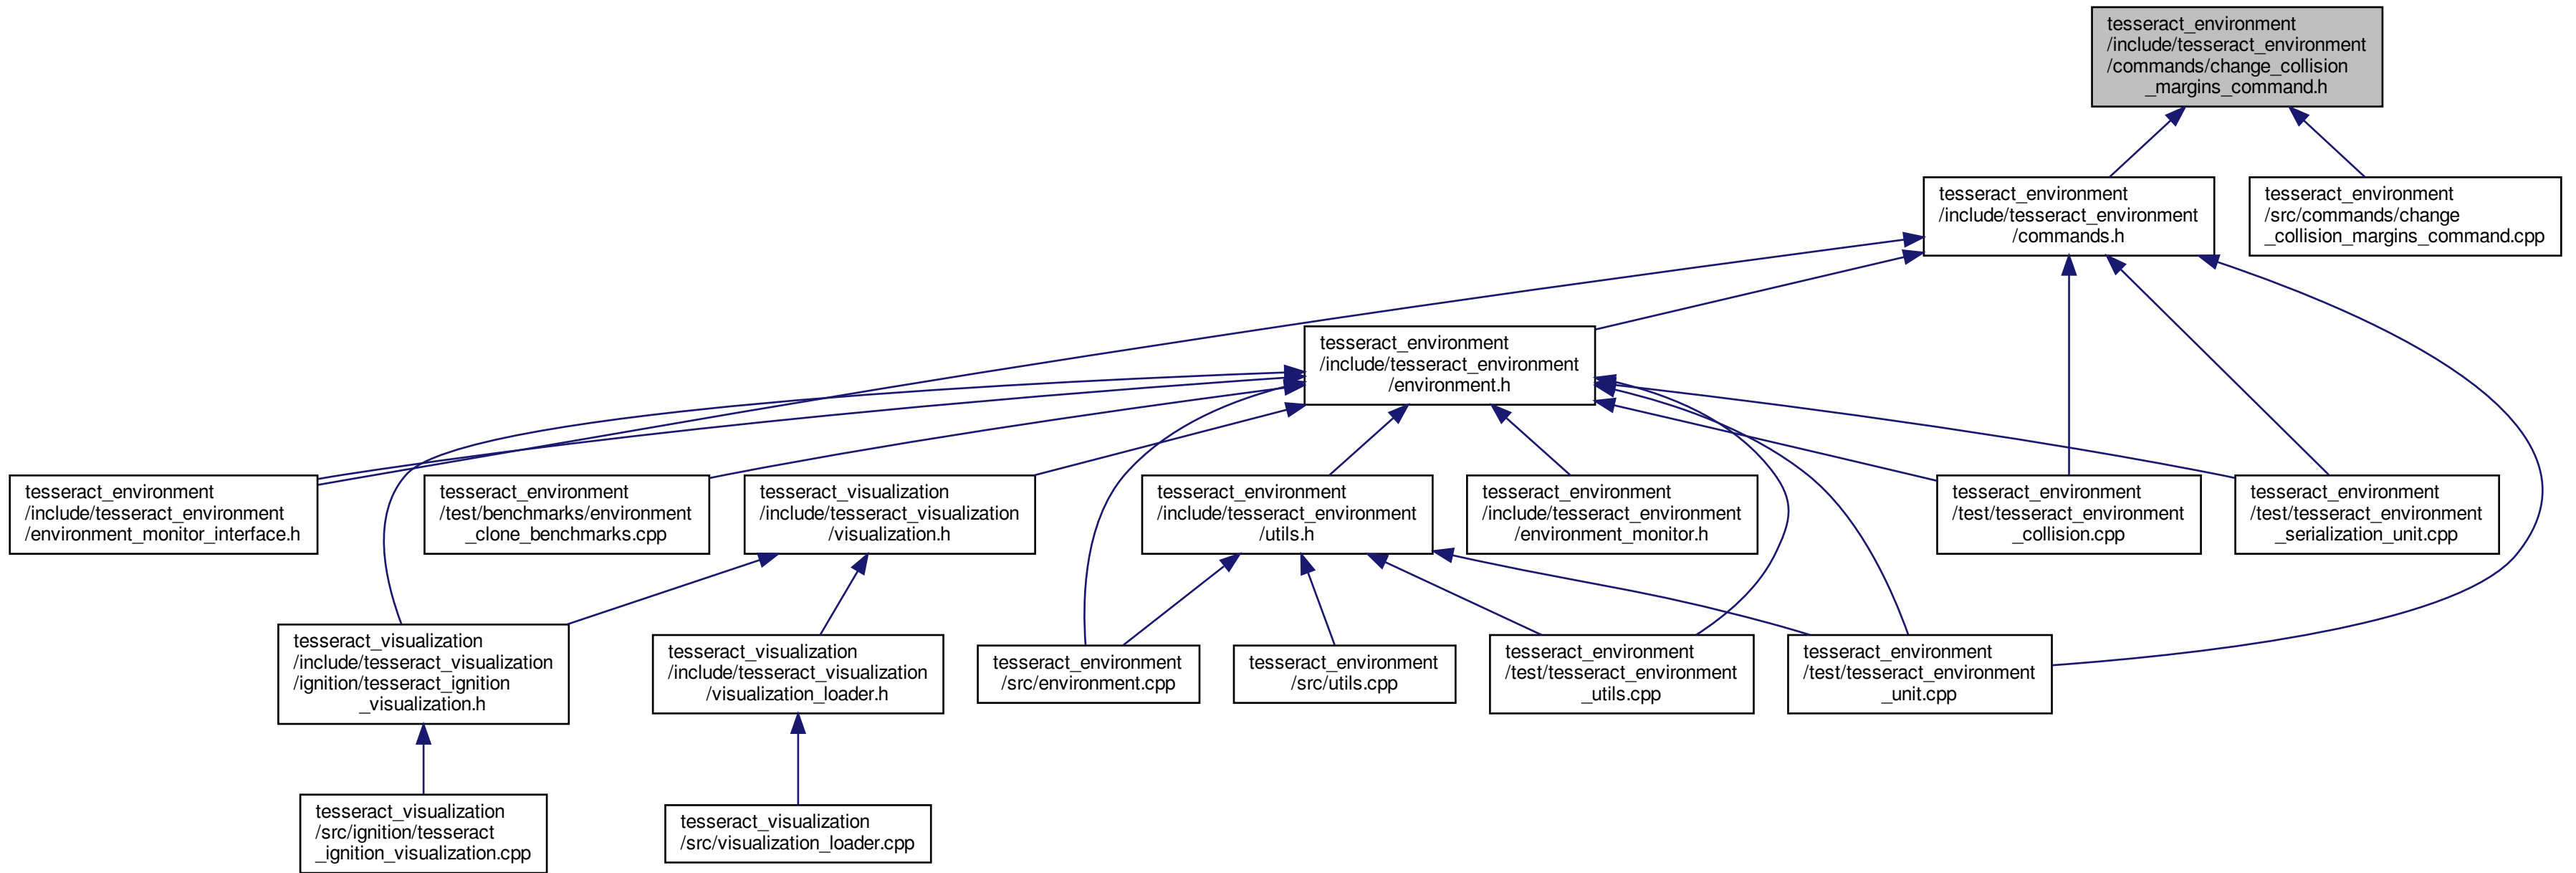 tesseract_environment
/include/tesseract_environment
/commands/change_collision
_margins_command.h
tesseract_environment
/include/tesseract_environment
/commands.h
tesseract_environment
/src/commands/change
_collision_margins_command.cpp
tesseract_environment
/include/tesseract_environment
/environment.h
tesseract_environment
/include/tesseract_environment
/environment_monitor_interface.h
tesseract_environment
/test/benchmarks/environment
_clone_benchmarks.cpp
tesseract_visualization
/include/tesseract_visualization
/visualization.h
tesseract_environment
/include/tesseract_environment
/utils.h
tesseract_environment
/include/tesseract_environment
/environment_monitor.h
tesseract_environment
/test/tesseract_environment
_collision.cpp
tesseract_environment
/test/tesseract_environment
_serialization_unit.cpp
tesseract_visualization
/include/tesseract_visualization
/ignition/tesseract_ignition
_visualization.h
tesseract_visualization
/include/tesseract_visualization
/visualization_loader.h
tesseract_environment
/src/environment.cpp
tesseract_environment
/src/utils.cpp
tesseract_environment
/test/tesseract_environment
_utils.cpp
tesseract_environment
/test/tesseract_environment
_unit.cpp
tesseract_visualization
/src/ignition/tesseract
_ignition_visualization.cpp
tesseract_visualization
/src/visualization_loader.cpp